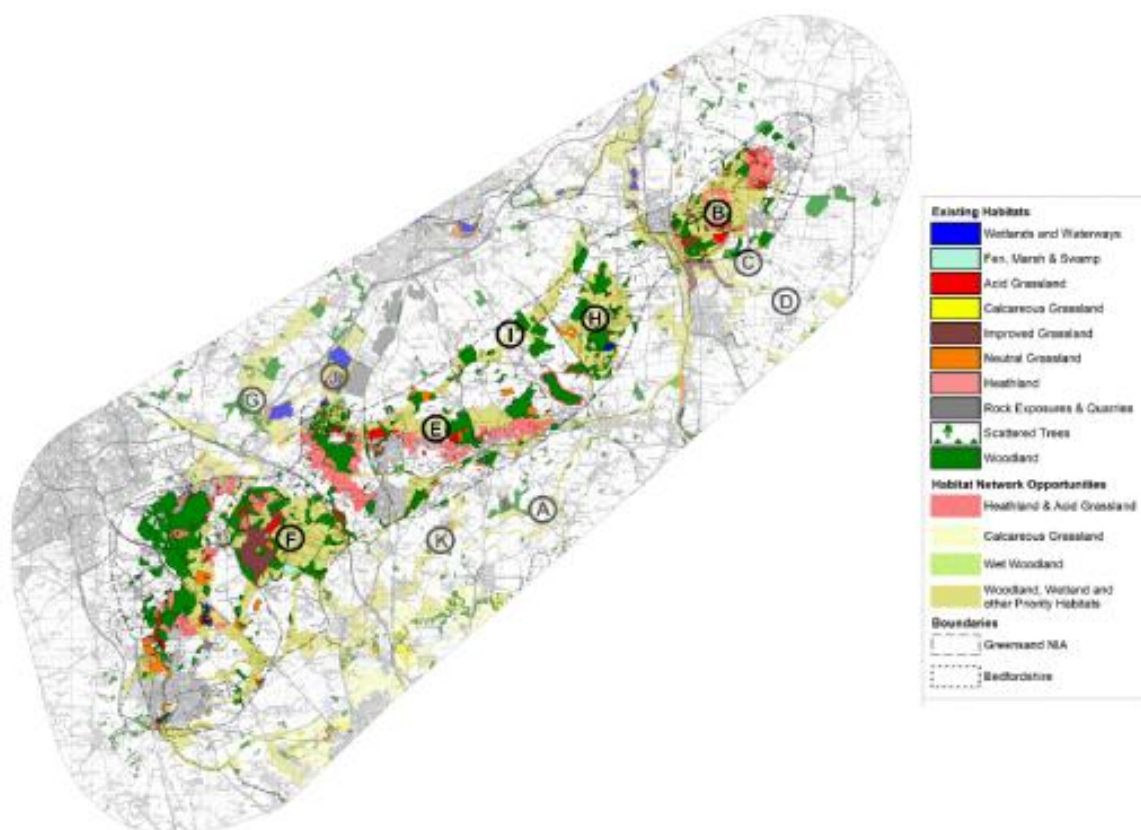 B
C
D
H
I
G
E
A
F
K
Existing Habitats
Wetlands and Waterways
Fen, Marsh & Swamp
Acid Grassland
Calcareous Grassland
Improved Grassland
Neutral Grassland
Heathland
Rock Exposures & Quarries
Scattered Trees
Woodland
Habitat Network Opportunities
Heathland & Acid Grassland
Calcareous Grassland
Wet Woodland
Woodland, Wetland and
other Priority Habitats
Boundaries
Greensand NIA
Bedfordshire